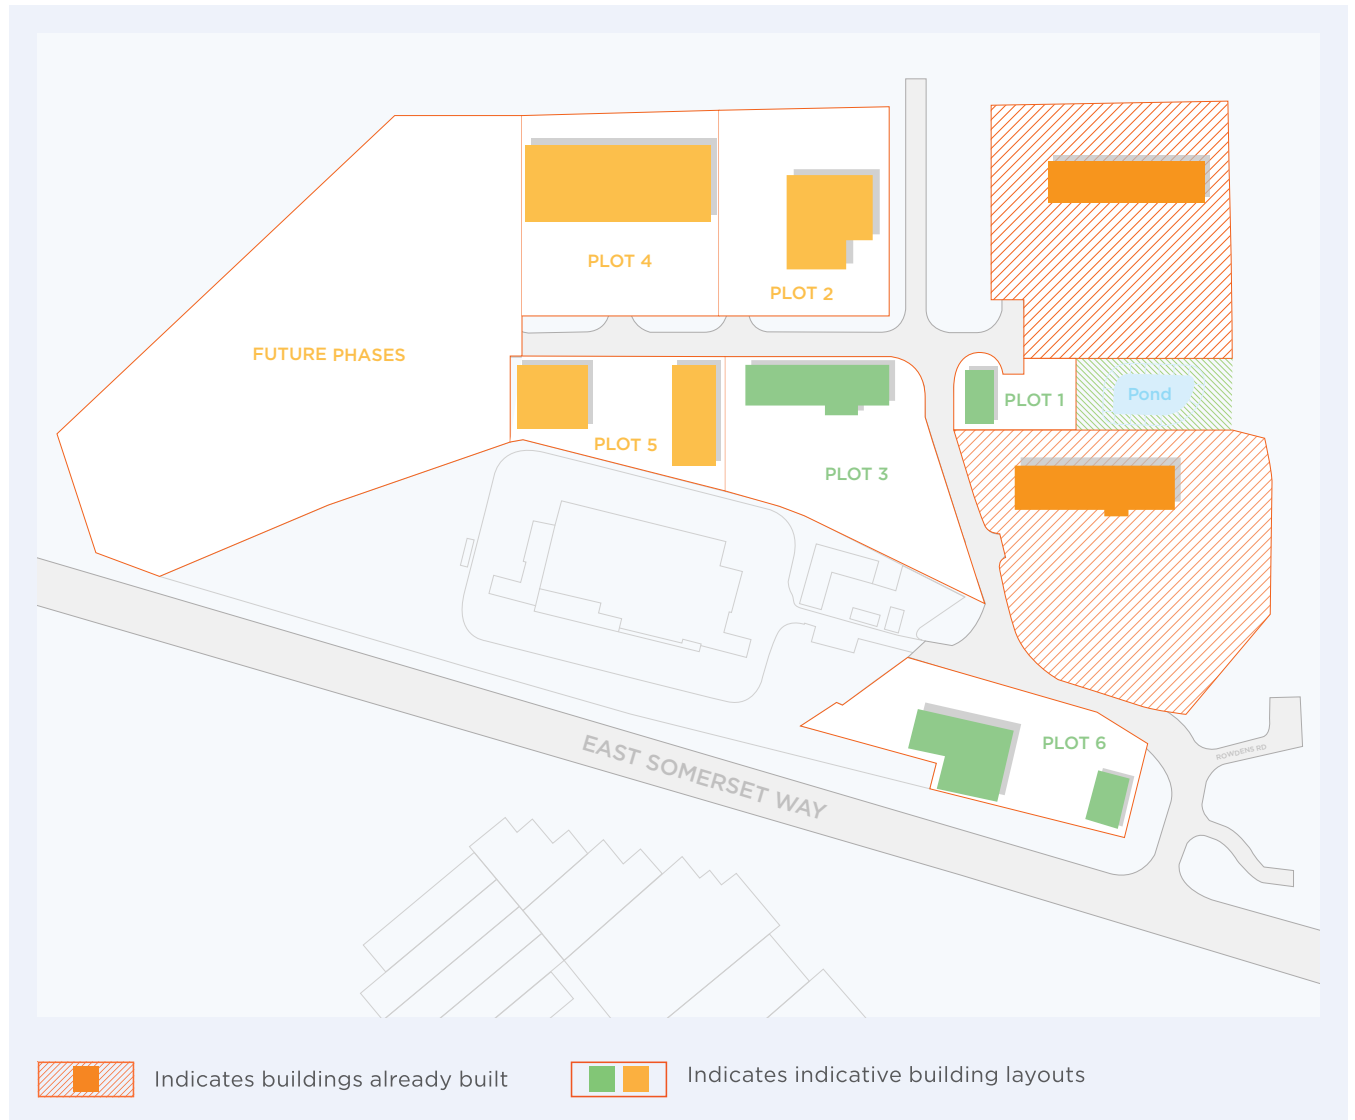 PLOT 4
PLOT 2
FUTURE PHASES
PLOT 1
Pond
PLOT 5
PLOT 3
PLOT 6
EAST SOMERSET WAY
ROWDENS RD
Indicates buildings already built
Indicates indicative building layouts